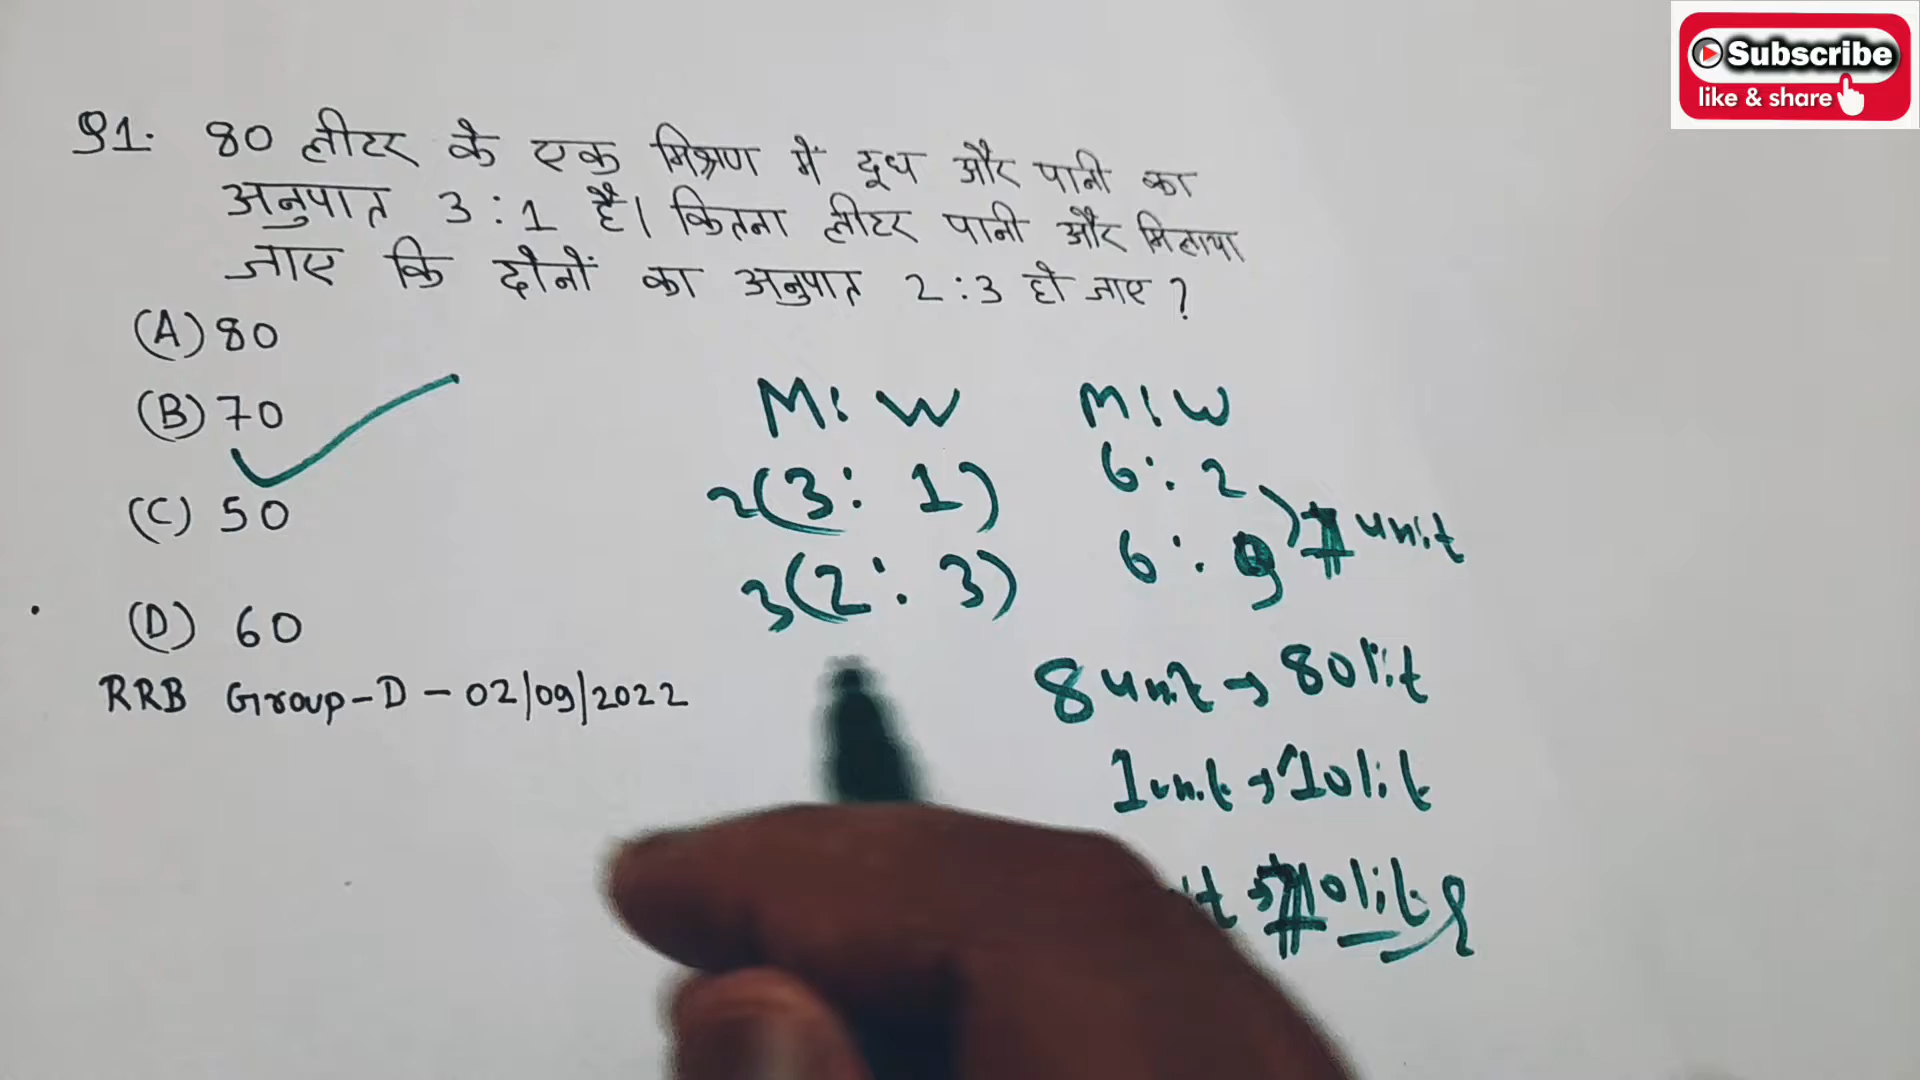 Q1. 80 लीटर के एक मिश्रण में दूध और पानी का
अनुपात 3 : 1 है। कितना लीटर पानी और मिलाया
जाए कि दोनों का अनुपात 2 : 3 हो जाए ?
(A) 80
(B) 70
(C) 50
(D) 60
RRB Group-D - 02/09/2022
M : W
2(3 : 1)
3(2 : 3)
M : W
6 : 2
6 : 9
7 unit
8 unit → 80 lit
1 unit → 10 lit
t → 70 lit
Subscribe
like & share